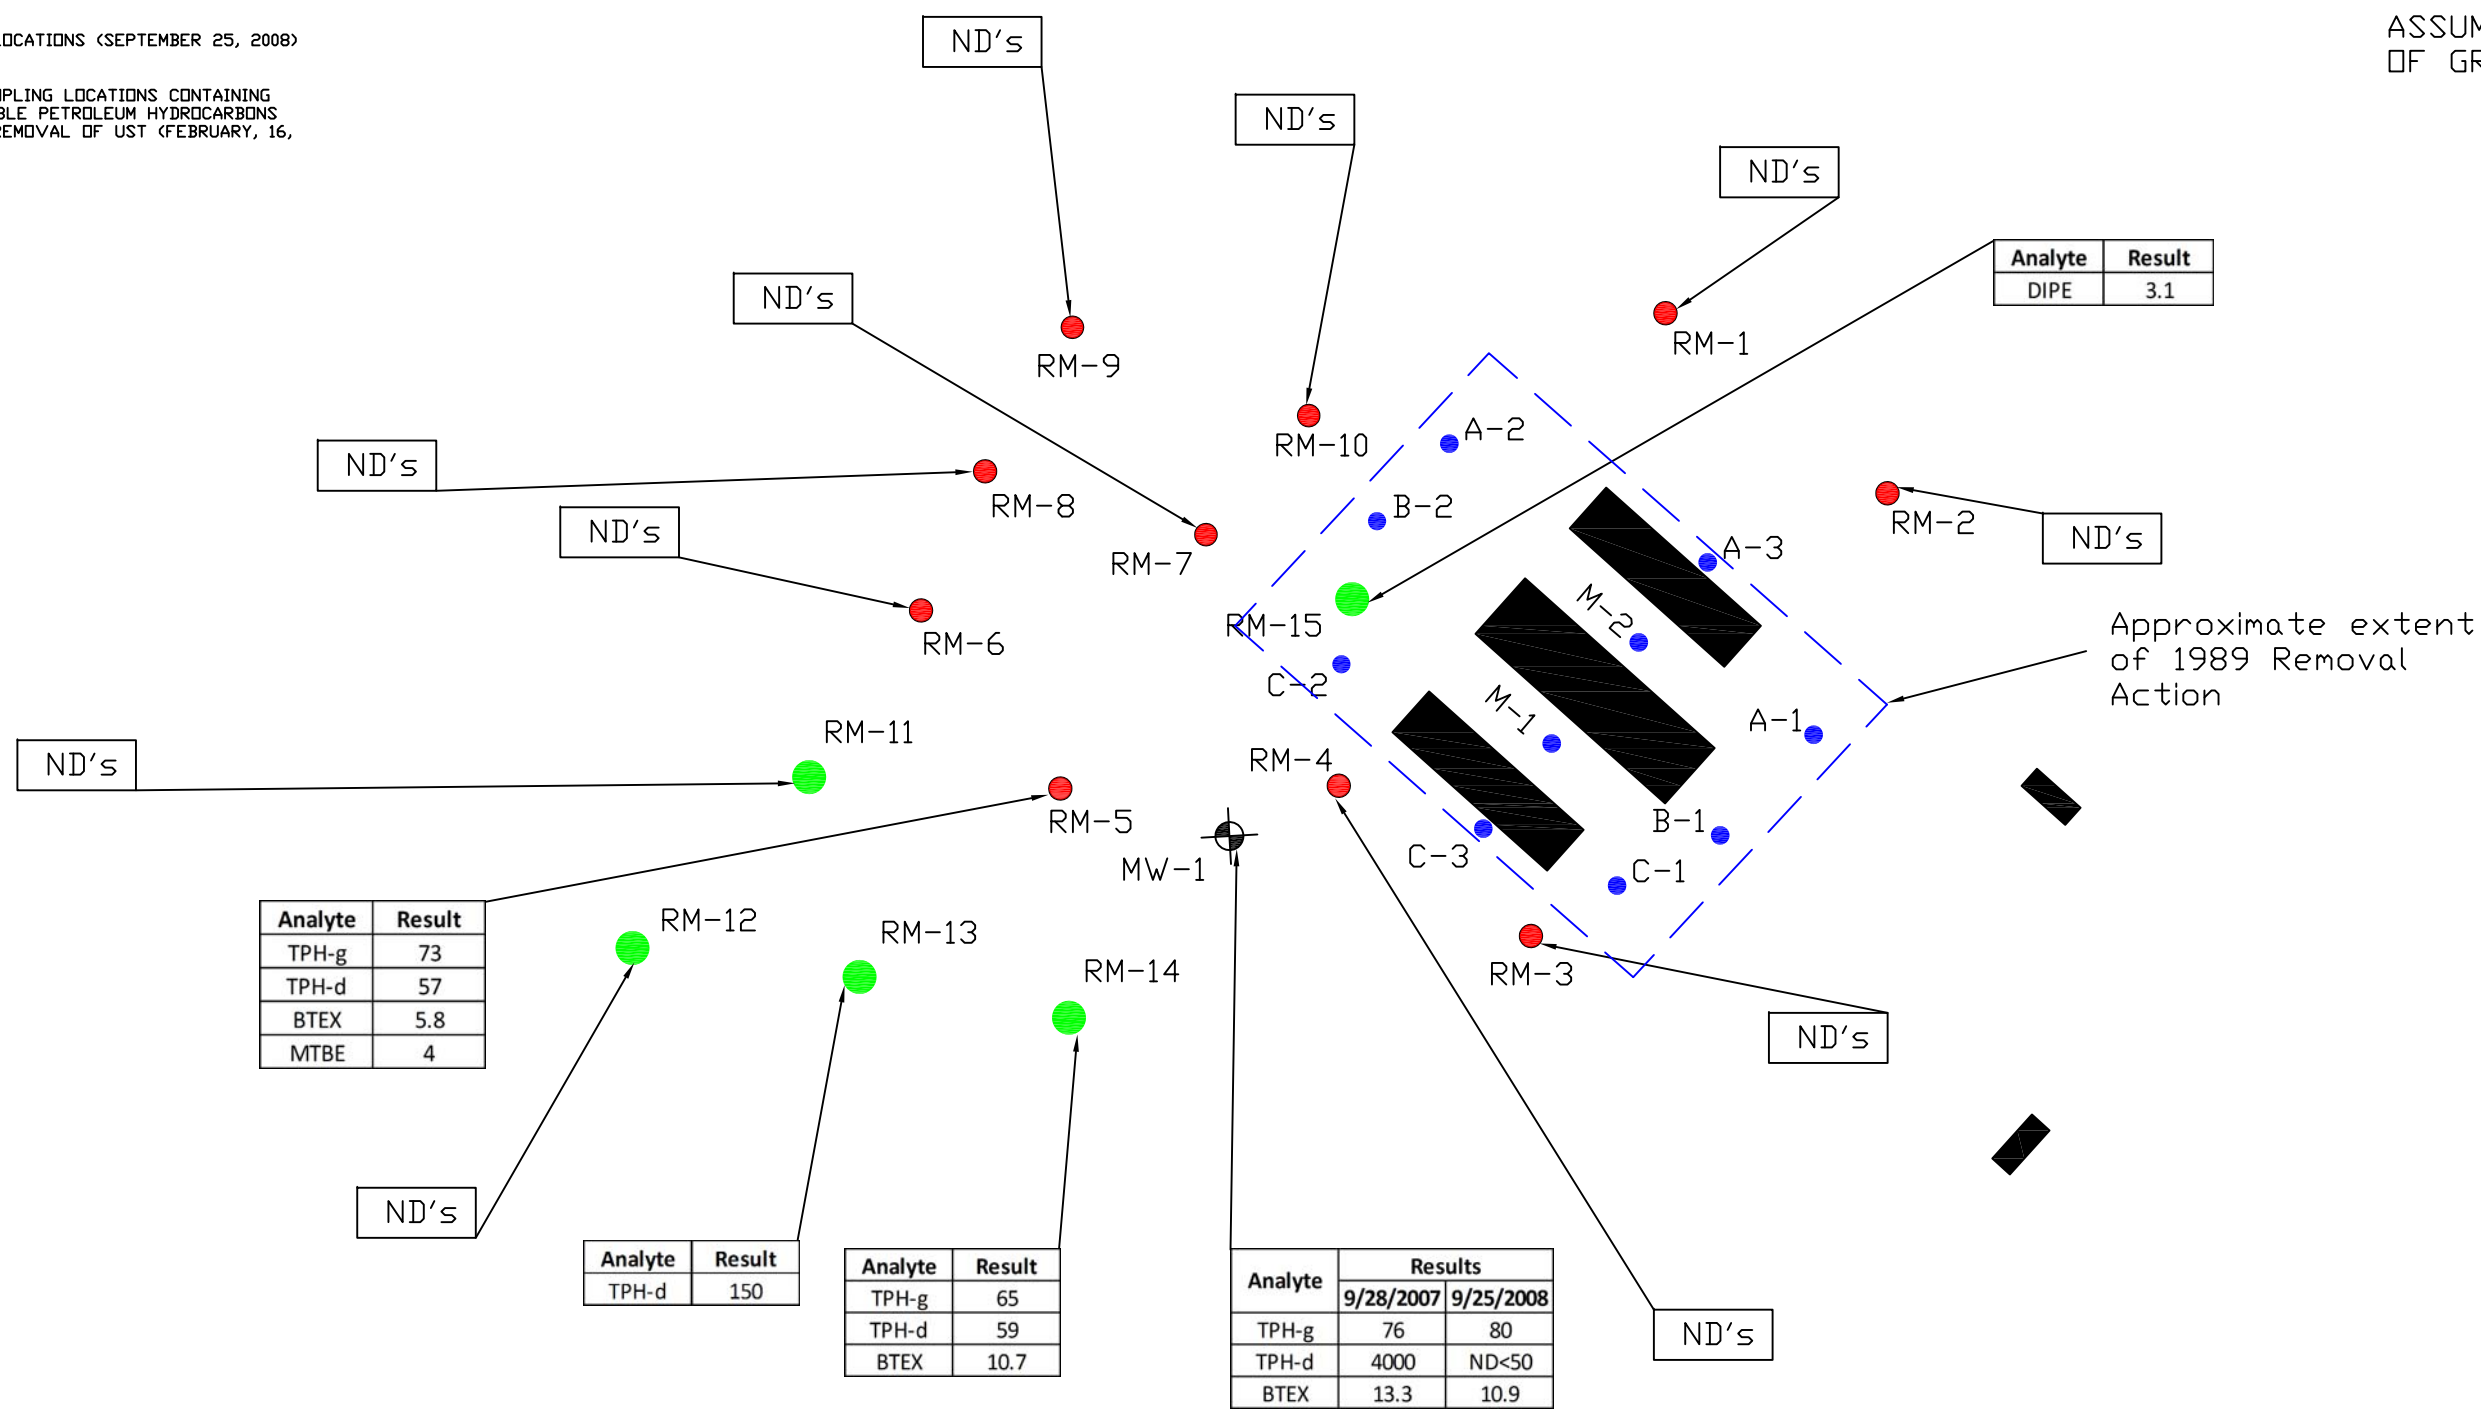 LOCATIONS (SEPTEMBER 25, 2008)
PLING LOCATIONS CONTAINING
BLE PETROLEUM HYDROCARBONS
REMOVAL OF UST (FEBRUARY, 16,
ASSUM
OF GR
ND's
ND's
ND's
ND's
Analyte Result
DIPE 3.1
RM-9
RM-1
RM-10
A-2
ND's
RM-8
B-2
RM-2
ND's
ND's
RM-7
A-3
M-2
RM-15
RM-6
C-2
Approximate extent
of 1989 Removal
Action
M-1
A-1
RM-11
ND's
RM-4
RM-5
B-1
MW-1
C-3
C-1
Analyte Result
TPH-g 73
TPH-d 57
BTEX 5.8
MTBE 4
RM-12
RM-13
RM-14
RM-3
ND's
ND's
Analyte Result
TPH-d 150
Analyte Result
TPH-g 65
TPH-d 59
BTEX 10.7
Analyte Results
9/28/2007 9/25/2008
TPH-g 76 80
TPH-d 4000 ND<50
BTEX 13.3 10.9
ND's